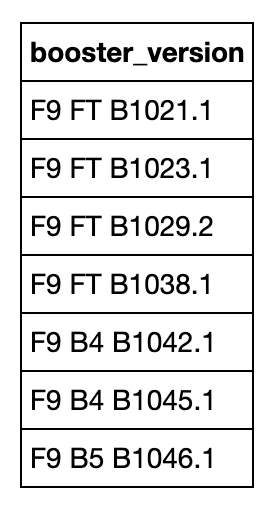 booster_version
F9 FT B1021.1
F9 FT B1023.1
F9 FT B1029.2
F9 FT B1038.1
F9 B4 B1042.1
F9 B4 B1045.1
F9 B5 B1046.1